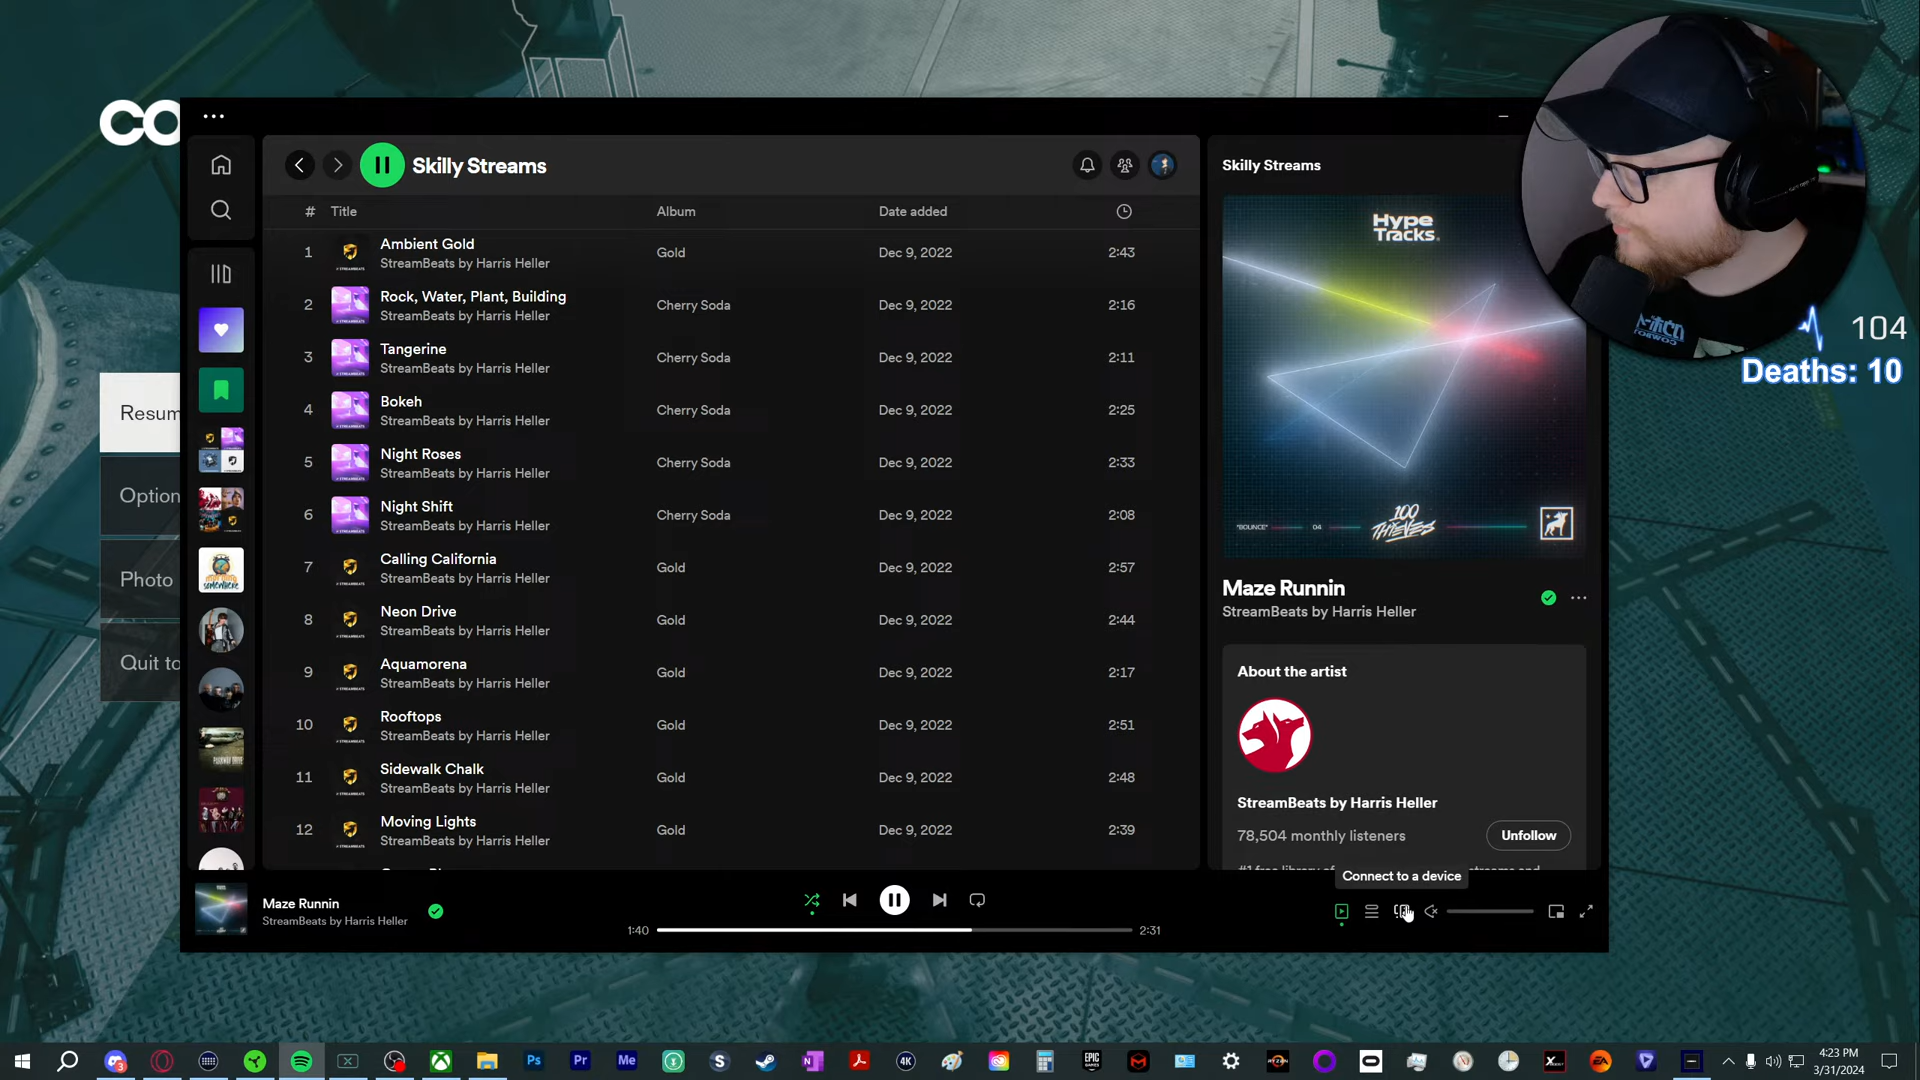 CO
Skilly Streams
Skilly Streams
# Title Album Date added
1 Ambient Gold Gold Dec 9, 2022 2:43
StreamBeats by Harris Heller
2 Rock, Water, Plant, Building Cherry Soda Dec 9, 2022 2:16
StreamBeats by Harris Heller
3 Tangerine Cherry Soda Dec 9, 2022 2:11
StreamBeats by Harris Heller
4 Bokeh Cherry Soda Dec 9, 2022 2:25
StreamBeats by Harris Heller
5 Night Roses Cherry Soda Dec 9, 2022 2:33
StreamBeats by Harris Heller
6 Night Shift Cherry Soda Dec 9, 2022 2:08
StreamBeats by Harris Heller
7 Calling California Gold Dec 9, 2022 2:57
StreamBeats by Harris Heller
8 Neon Drive Gold Dec 9, 2022 2:44
StreamBeats by Harris Heller
9 Aquamorena Gold Dec 9, 2022 2:17
StreamBeats by Harris Heller
10 Rooftops Gold Dec 9, 2022 2:51
StreamBeats by Harris Heller
11 Sidewalk Chalk Gold Dec 9, 2022 2:48
StreamBeats by Harris Heller
12 Moving Lights Gold Dec 9, 2022 2:39
StreamBeats by Harris Heller
Resum
Option
Photo
Quit to
Hype
Tracks.
"BOUNCE" 04 100
THIEVES
Maze Runnin
StreamBeats by Harris Heller
About the artist
StreamBeats by Harris Heller
78,504 monthly listeners
Unfollow
Connect to a device
104
Deaths: 10
Maze Runnin
StreamBeats by Harris Heller
1:40 2:31
Ps Pr Me S N 4K EPIC GAMES RYZEN EA
4:23 PM
3/31/2024